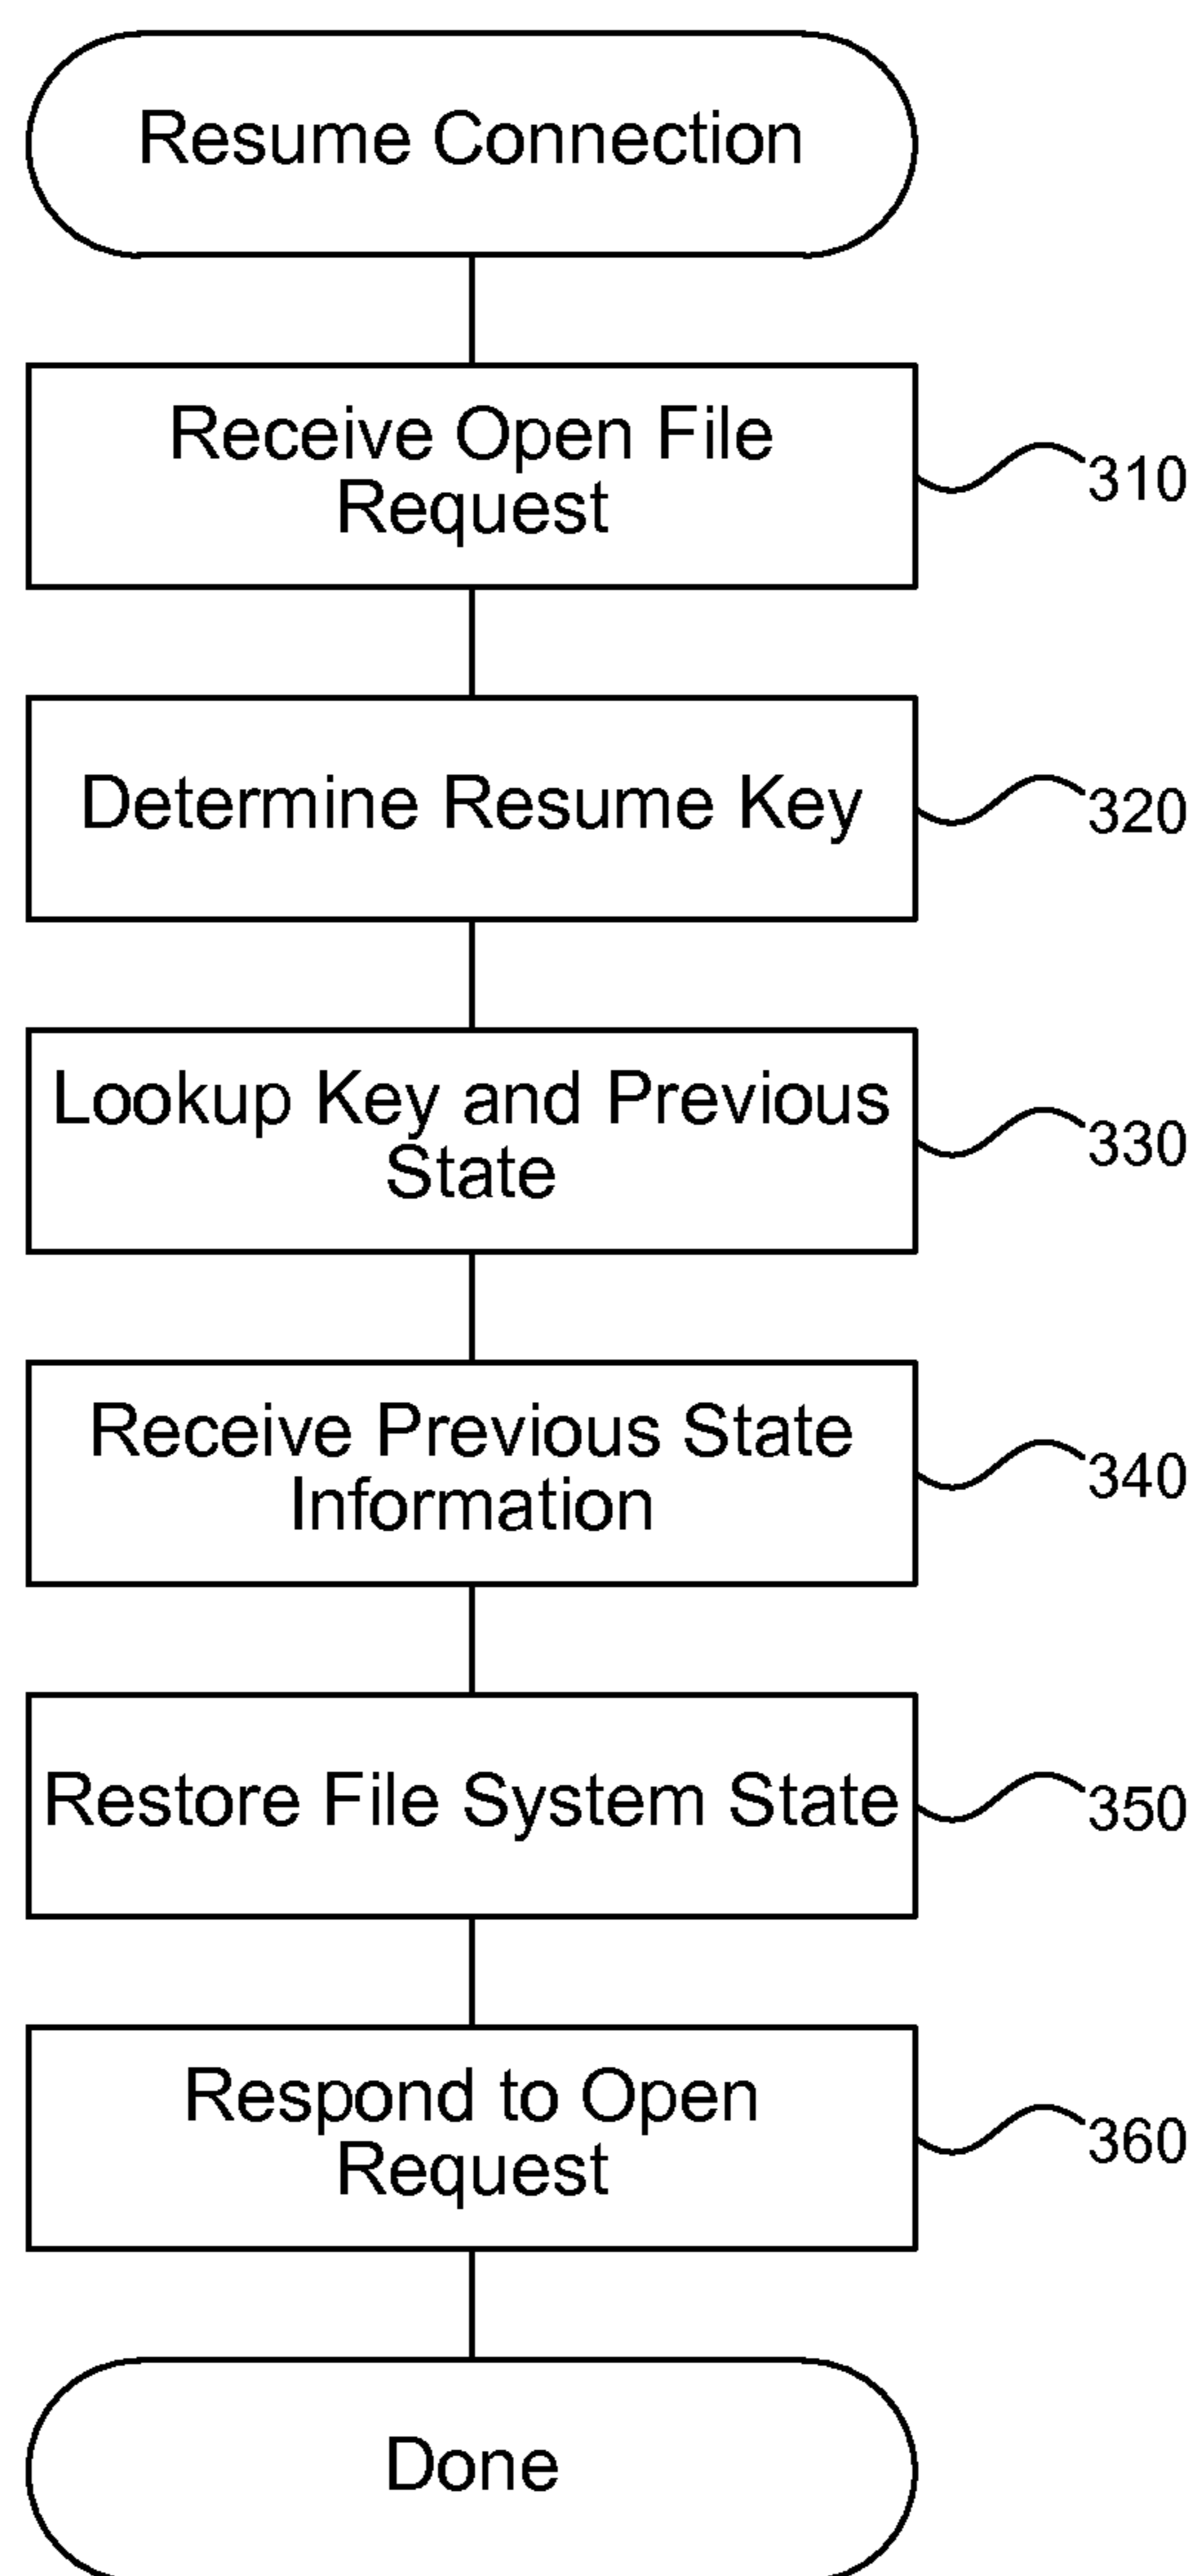 Resume Connection
Receive Open File
Request
310
Determine Resume Key
320
Lookup Key and Previous
State
330
Receive Previous State
Information
340
Restore File System State
350
Respond to Open
Request
360
Done